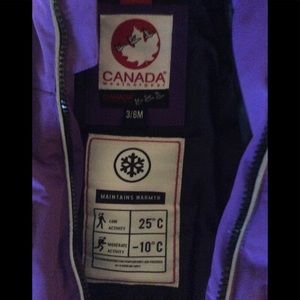 CANADA
weathergear
3/6M
MAINTAINS WARMTH
LOW
ACTIVITY
25°C
MODERATE
ACTIVITY
-10°C